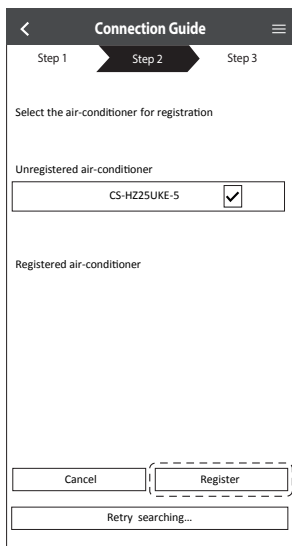 Connection Guide
Step 1 Step 2 Step 3
Select the air-conditioner for registration
Unregistered air-conditioner
CS-HZ25UKE-5
Registered air-conditioner
Cancel Register
Retry searching...